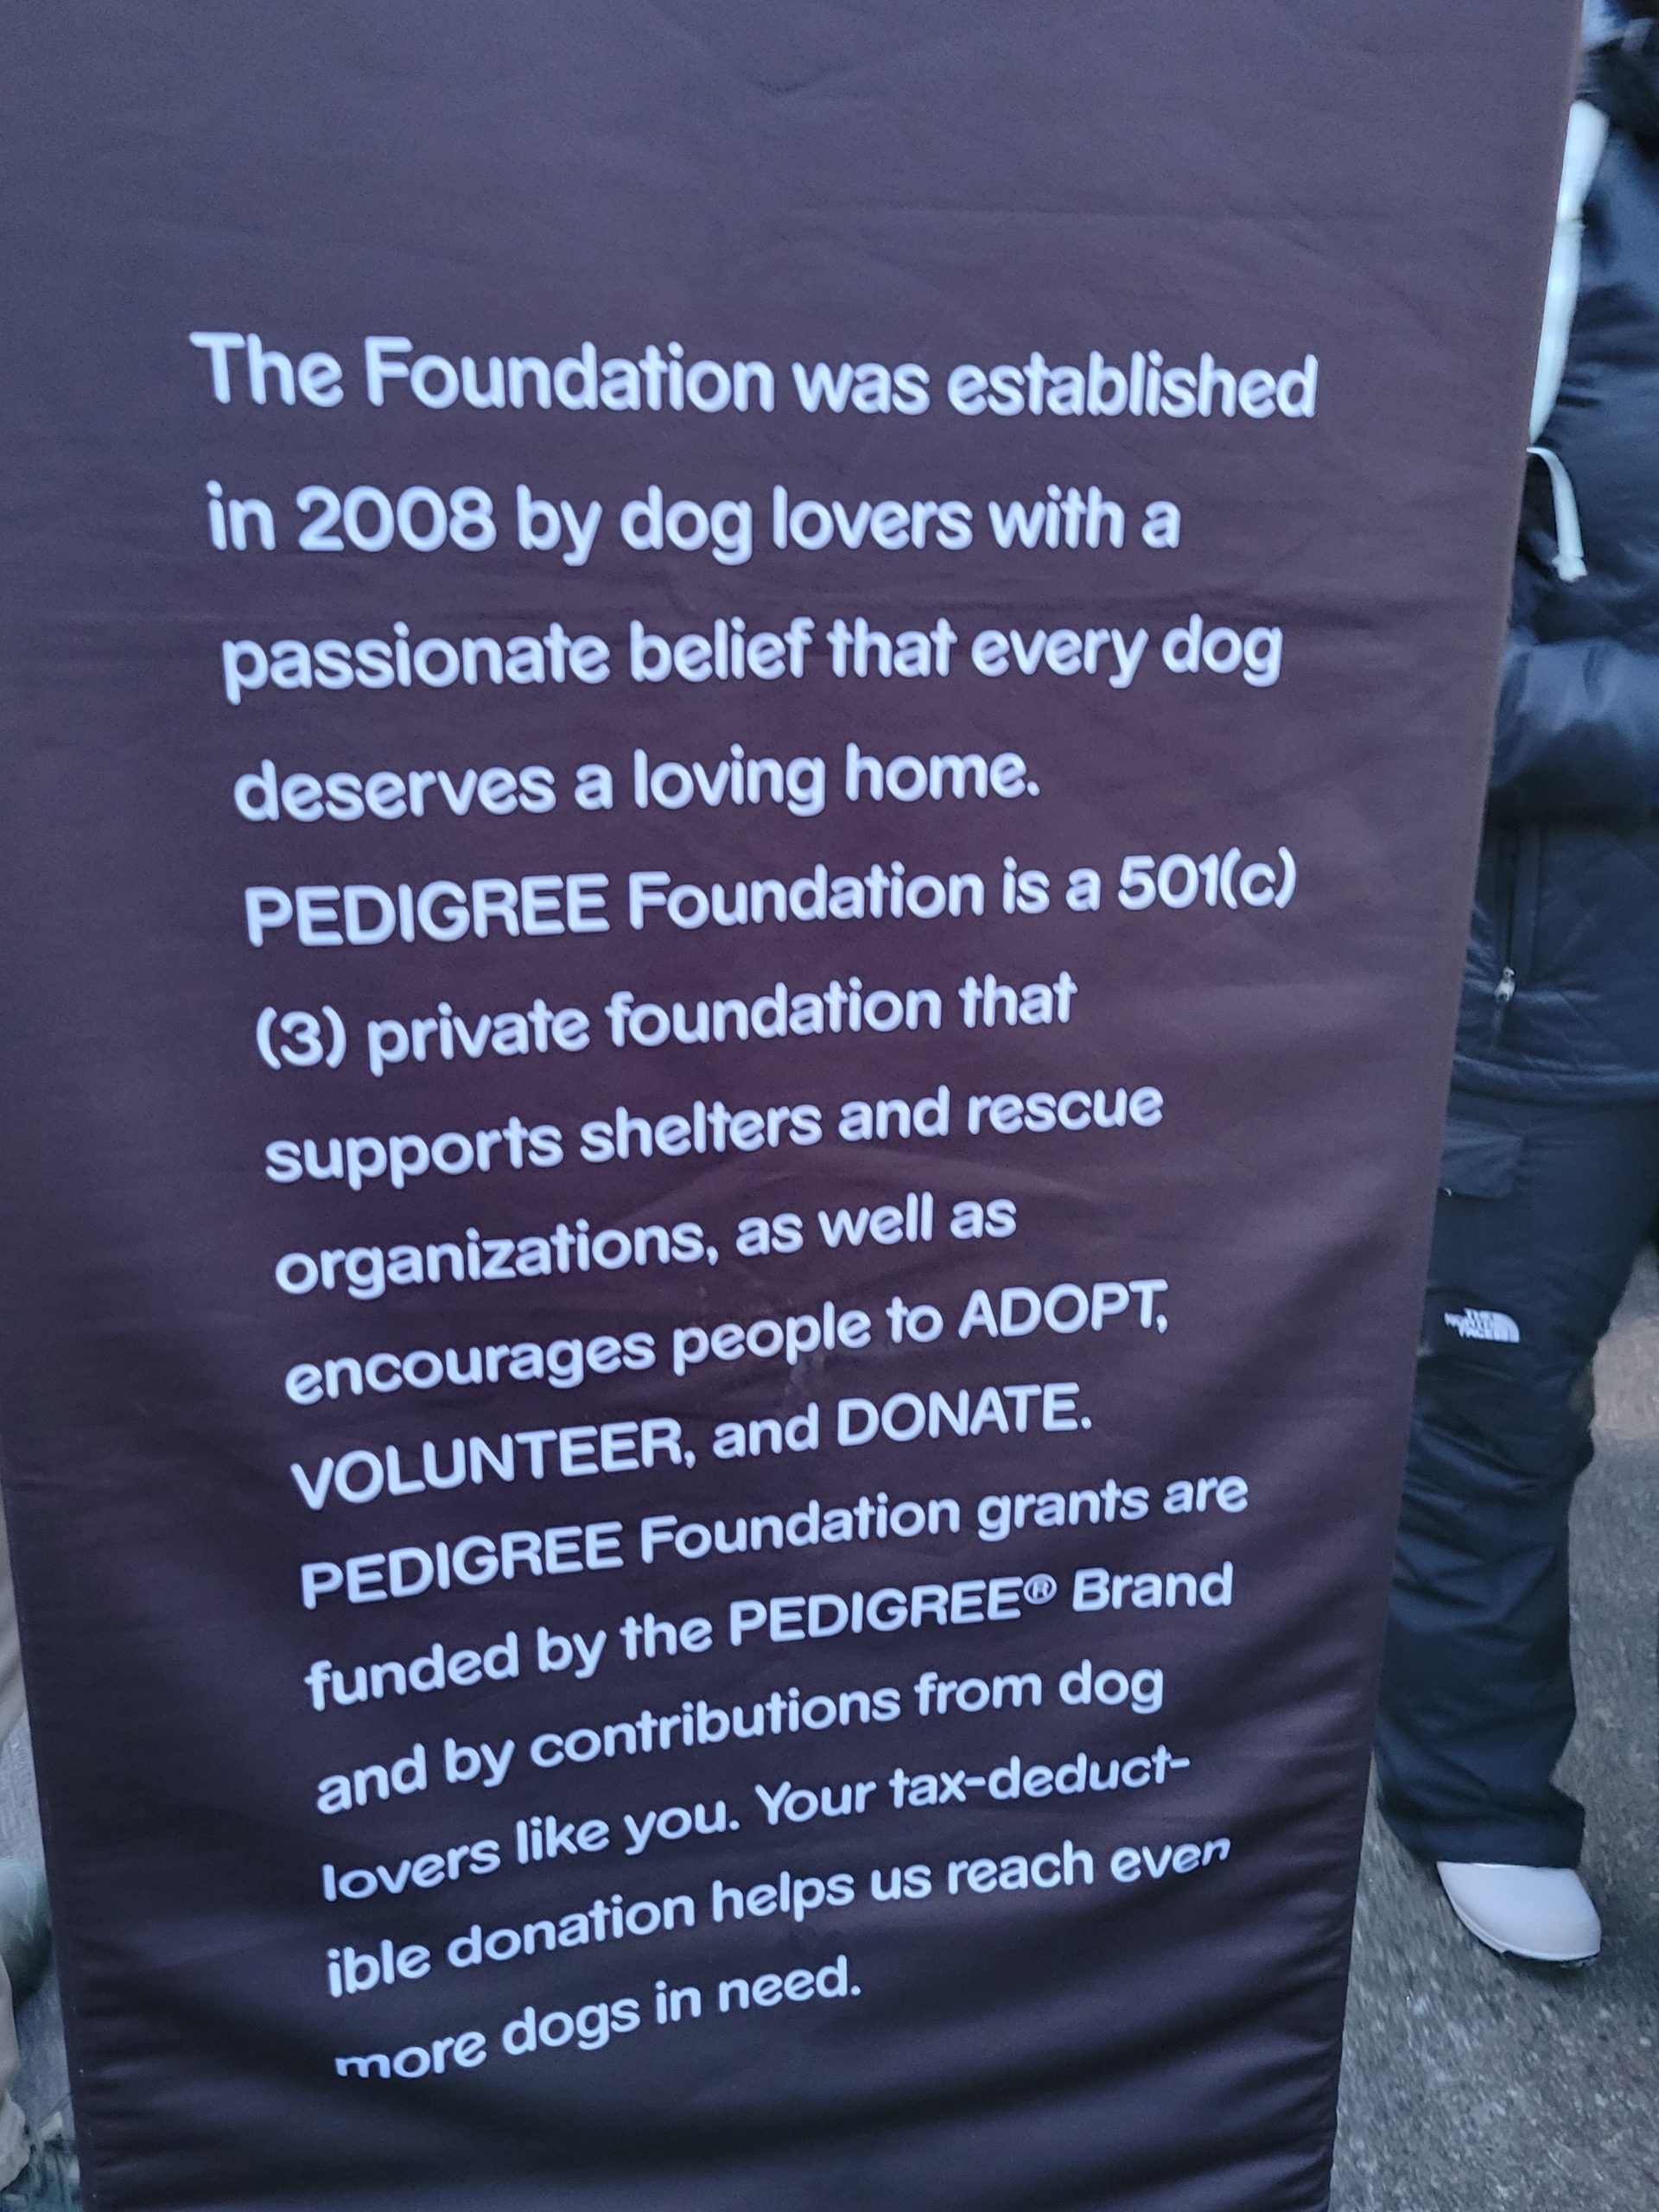 The Foundation was established
in 2008 by dog lovers with a
passionate belief that every dog
deserves a loving home.
PEDIGREE Foundation is a 501(c)
(3) private foundation that
supports shelters and rescue
organizations, as well as
encourages people to ADOPT,
VOLUNTEER, and DONATE.
PEDIGREE Foundation grants are
funded by the PEDIGREE® Brand
and by contributions from dog
lovers like you. Your tax-deduct-
ible donation helps us reach even
more dogs in need.
THE
NORTH
FACE